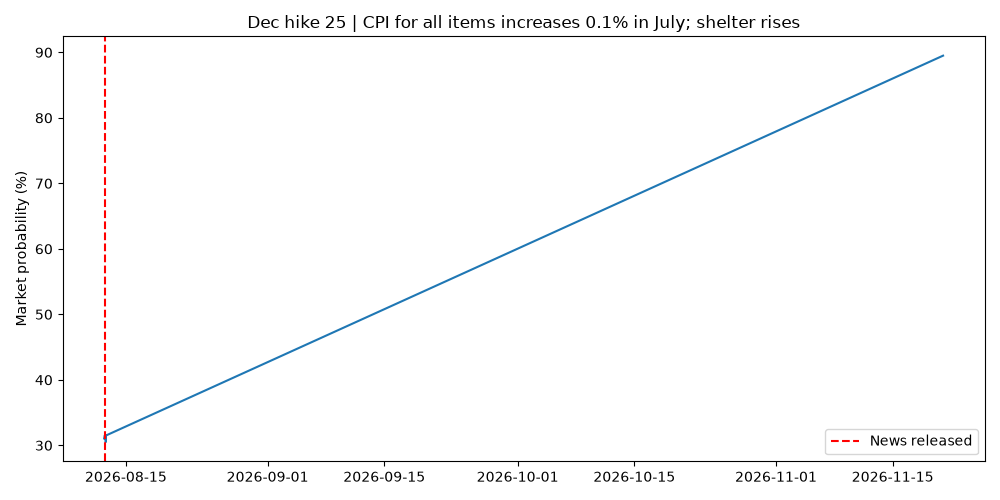 Dec hike 25 | CPI for all items increases 0.1% in July; shelter rises
Market probability (%)
90
80
70
60
50
40
30
News released
2026-08-15 2026-09-01 2026-09-15 2026-10-01 2026-10-15 2026-11-01 2026-11-15